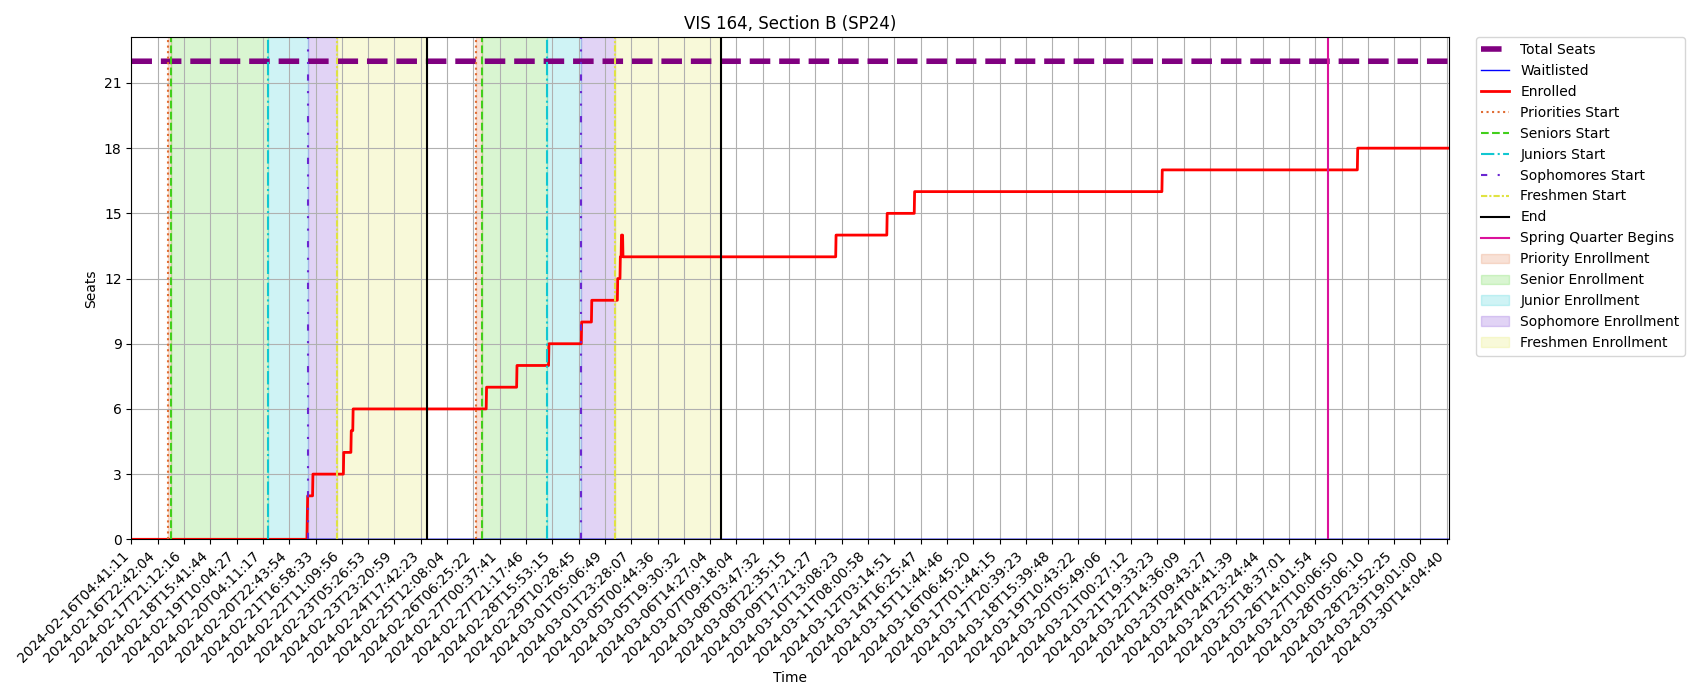 VIS 164, Section B (SP24)
Total Seats
Waitlisted
Enrolled
Priorities Start
Seniors Start
Juniors Start
Sophomores Start
Freshmen Start
End
Spring Quarter Begins
Priority Enrollment
Senior Enrollment
Junior Enrollment
Sophomore Enrollment
Freshmen Enrollment
Seats
21
18
15
12
9
6
3
0
2024-02-16T04:41:11
2024-02-16T22:42:04
2024-02-17T21:12:16
2024-02-18T15:41:44
2024-02-19T10:04:27
2024-02-20T04:11:17
2024-02-20T22:43:54
2024-02-21T16:58:33
2024-02-22T11:09:56
2024-02-23T05:26:53
2024-02-23T23:20:59
2024-02-24T17:42:23
2024-02-25T12:08:04
2024-02-26T06:25:22
2024-02-27T00:37:41
2024-02-27T21:17:46
2024-02-28T15:53:15
2024-02-29T10:28:45
2024-03-01T05:06:49
2024-03-01T23:28:07
2024-03-05T00:44:36
2024-03-05T19:30:32
2024-03-06T14:27:04
2024-03-07T09:18:04
2024-03-08T03:47:32
2024-03-08T22:35:15
2024-03-09T17:21:27
2024-03-10T13:08:23
2024-03-11T08:00:58
2024-03-12T03:14:51
2024-03-14T16:25:47
2024-03-15T11:44:46
2024-03-16T06:45:20
2024-03-17T01:44:15
2024-03-17T20:39:23
2024-03-18T15:39:48
2024-03-19T10:43:22
2024-03-20T05:49:06
2024-03-21T00:27:12
2024-03-21T19:33:23
2024-03-22T14:36:09
2024-03-23T09:43:27
2024-03-24T04:41:39
2024-03-24T23:24:44
2024-03-25T18:37:01
2024-03-26T14:01:54
2024-03-27T10:06:50
2024-03-28T05:06:10
2024-03-28T23:52:25
2024-03-29T19:01:00
2024-03-30T14:04:40
Time